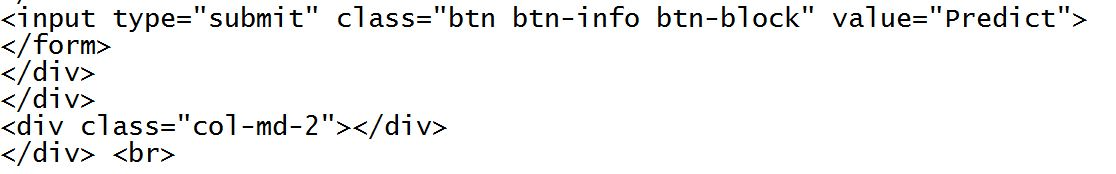 <input type="submit" class="btn btn-info btn-block" value="Predict">
</form>
</div>
</div>
<div class="col-md-2"></div>
</div> <br>